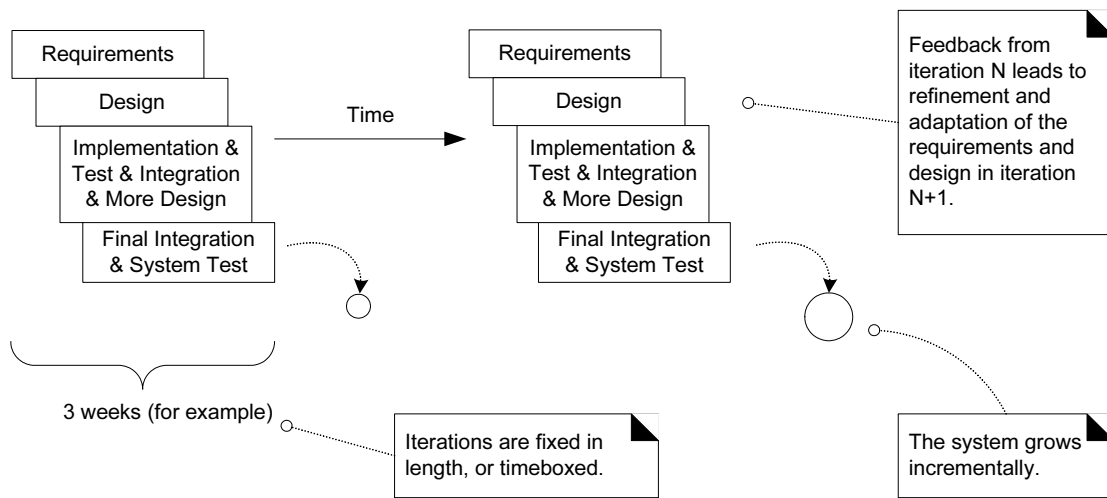 Requirements
Design
Implementation &
Test & Integration
& More Design
Final Integration
& System Test
Time
Requirements
Design
Implementation &
Test & Integration
& More Design
Final Integration
& System Test
Feedback from
iteration N leads to
refinement and
adaptation of the
requirements and
design in iteration
N+1.
3 weeks (for example)
Iterations are fixed in
length, or timeboxed.
The system grows
incrementally.